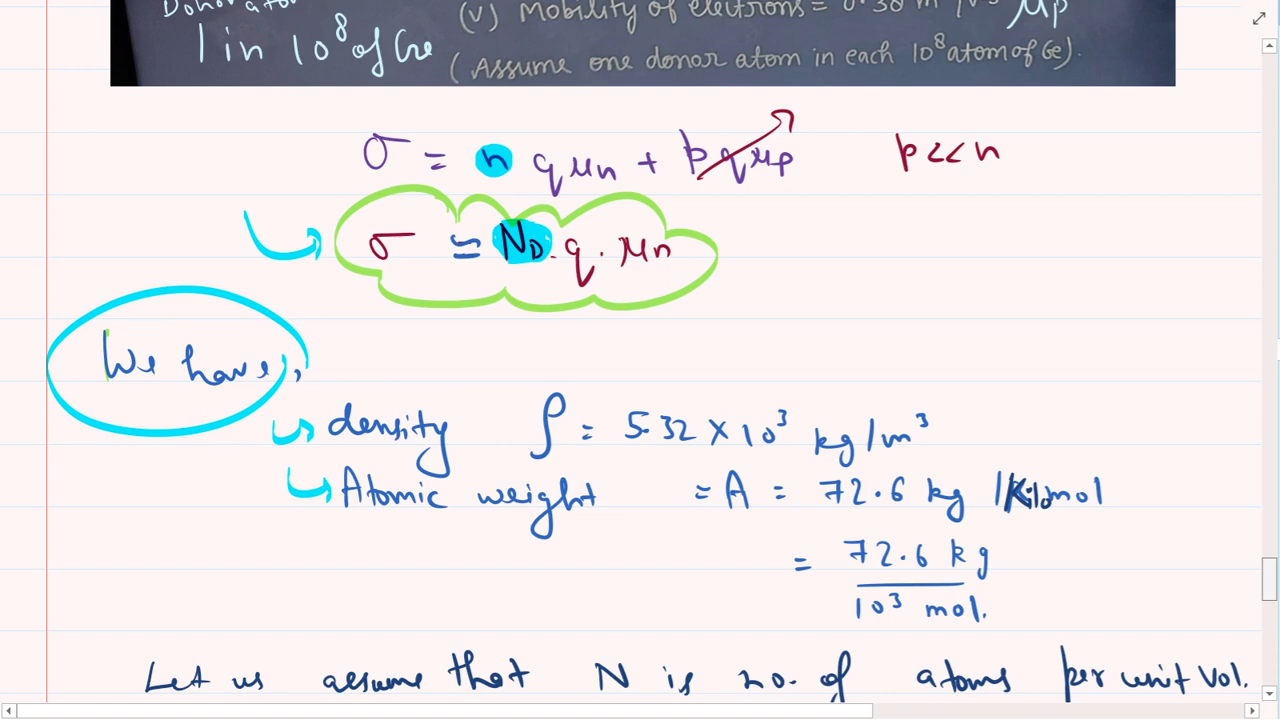 (v) Mobility of electrons = 0.38 m
μp
1 in 10⁸ of Ge
(Assume one donor atom in each 10⁸ atom of Ge).
σ = n q μn + p q μp p << n
σ ≃ N_D . q . μn
We have,
density ρ = 5.32 × 10³ kg/m³
Atomic weight = A = 72.6 kg / Kilomol
= 72.6 kg
10³ mol.
Let us assume that N is no. of atoms per unit Vol.